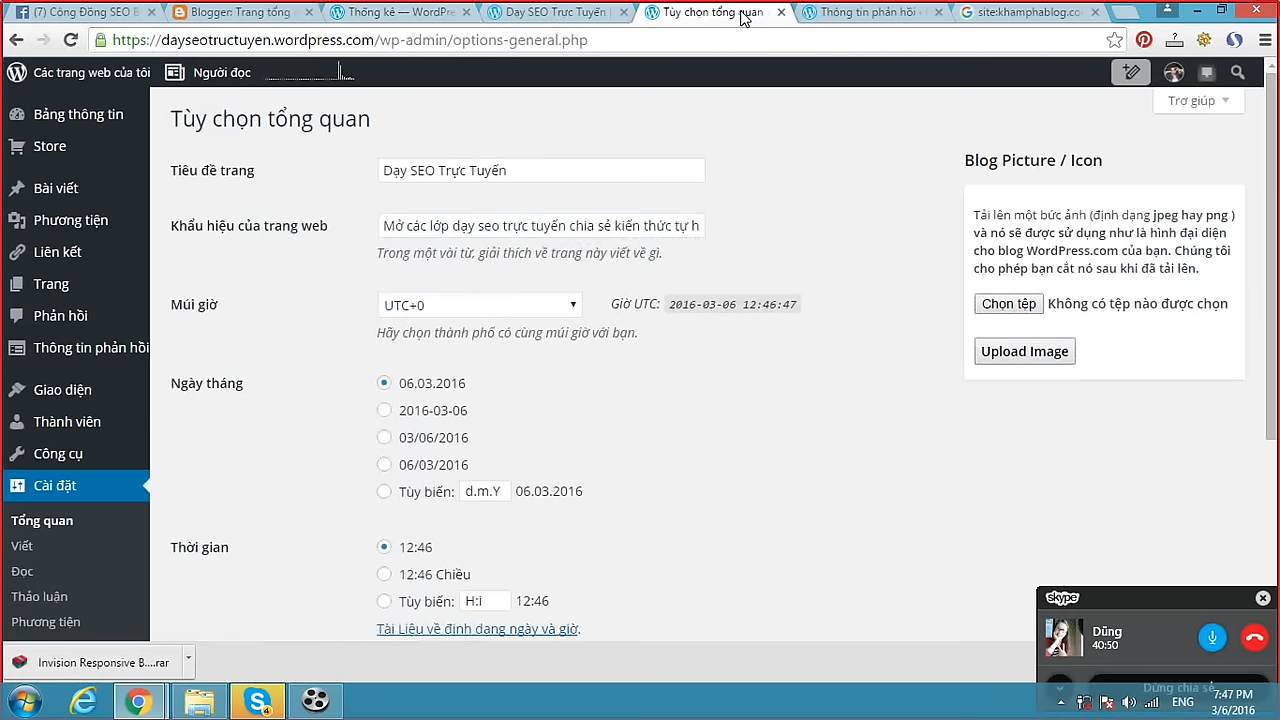 (7) Cộng Đồng SEO B
Blogger: Trang tổng
Thống kê — WordPre
Dạy SEO Trực Tuyến |
Tùy chọn tổng quan
Thông tin phản hồi ‹
site:khamphablog.co
https://dayseotructuyen.wordpress.com/wp-admin/options-general.php
Các trang web của tôi
Người đọc
Trợ giúp
Bảng thông tin
Store
Bài viết
Phương tiện
Liên kết
Trang
Phản hồi
Thông tin phản hồi
Giao diện
Thành viên
Công cụ
Cài đặt
Tổng quan
Viết
Đọc
Thảo luận
Phương tiện
Tùy chọn tổng quan
Tiêu đề trang
Dạy SEO Trực Tuyến
Khẩu hiệu của trang web
Mở các lớp dạy seo trực tuyến chia sẻ kiến thức tự h
Trong một vài từ, giải thích về trang này viết về gì.
Múi giờ
UTC+0
Giờ UTC: 2016-03-06 12:46:47
Hãy chọn thành phố có cùng múi giờ với bạn.
Ngày tháng
06.03.2016
2016-03-06
03/06/2016
06/03/2016
Tùy biến: d.m.Y 06.03.2016
Thời gian
12:46
12:46 Chiều
Tùy biến: H:i 12:46
Tài Liệu về định dạng ngày và giờ.
Blog Picture / Icon
Tải lên một bức ảnh (định dạng jpeg hay png )
và nó sẽ được sử dụng như là hình đại diện
cho blog WordPress.com của bạn. Chúng tôi
cho phép bạn cắt nó sau khi đã tải lên.
Chọn tệp Không có tệp nào được chọn
Upload Image
skype
Dũng
40:50
Dừng chia sẻ
Invision Responsive B....rar
4
ENG
7:47 PM
3/6/2016